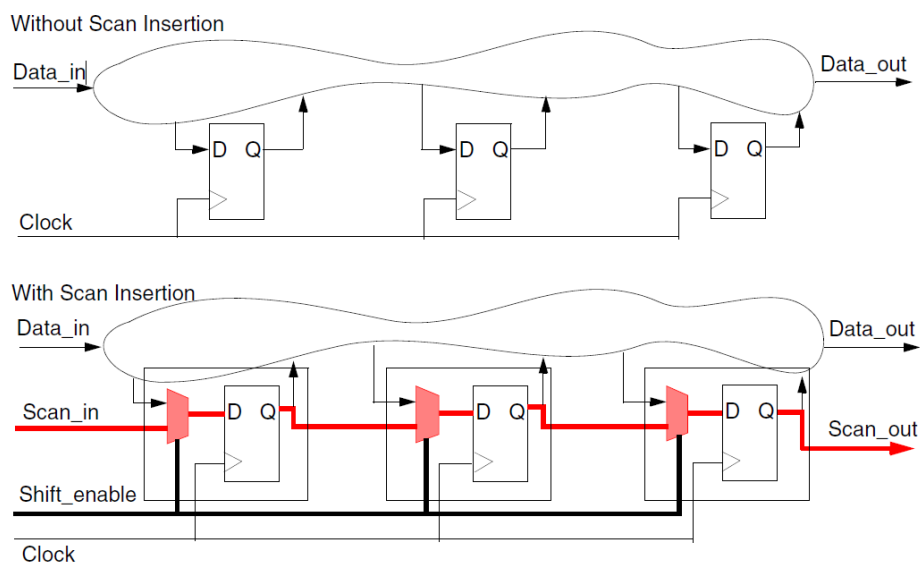 Without Scan Insertion
Data_in
Data_out
D Q
D Q
D Q
Clock
With Scan Insertion
Data_in
Data_out
D Q
D Q
D Q
Scan_in
Scan_out
Shift_enable
Clock